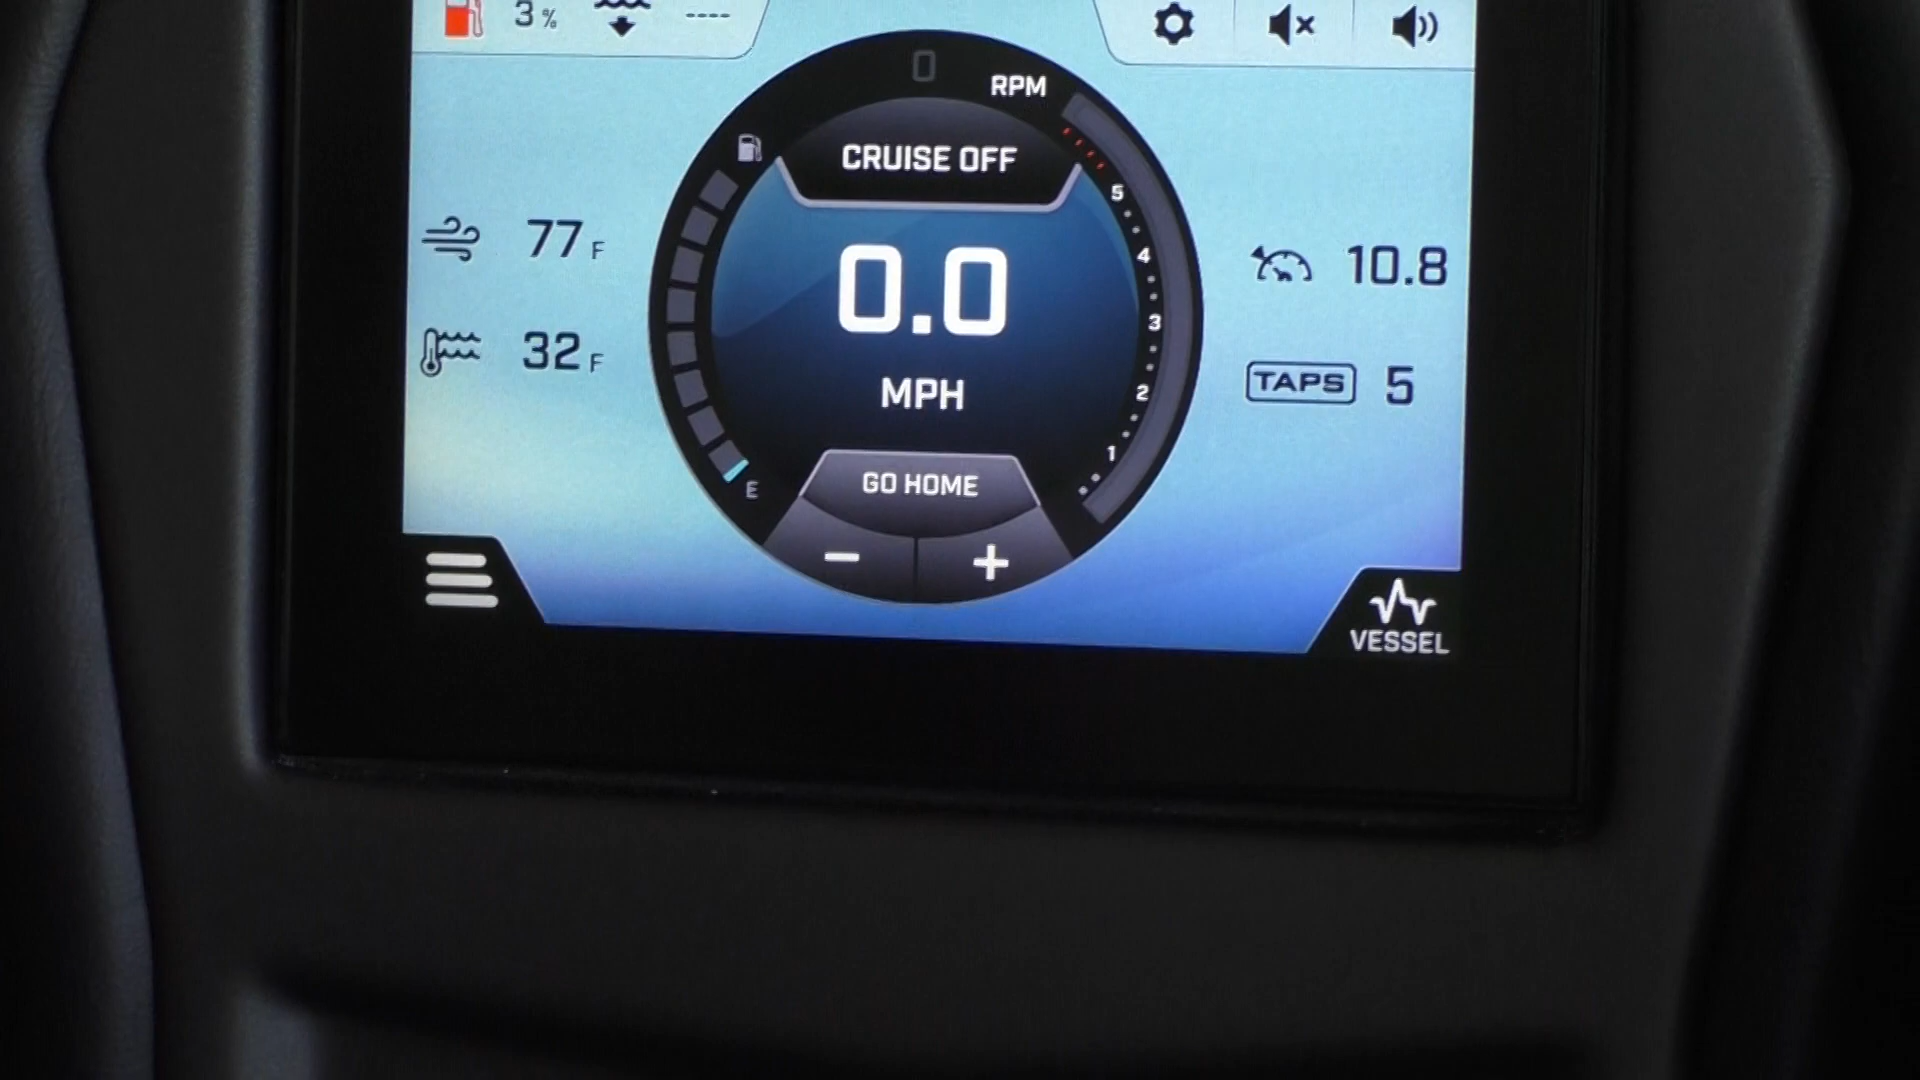 3 %
----
0
RPM
CRUISE OFF
5
4
3
2
1
77 F
32 F
0.0
MPH
10.8
TAPS 5
E
GO HOME
− +
VESSEL